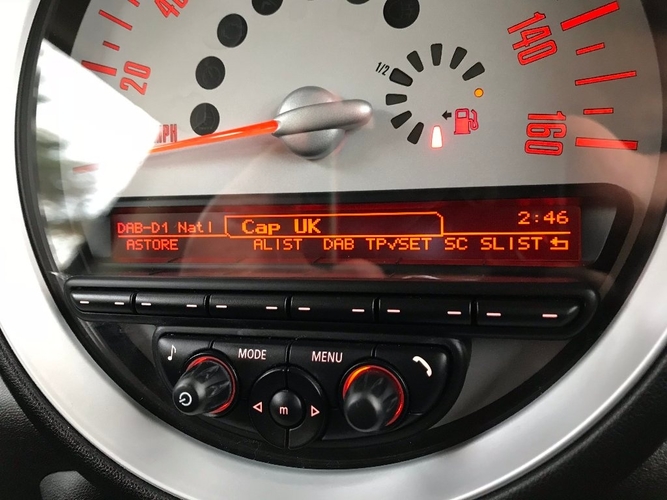 40
20
MPH
1/2
140
160
DAB-D1 Natl
Cap UK
2:46
ASTORE ALIST DAB TP√SET SC SLIST
MODE
MENU
m